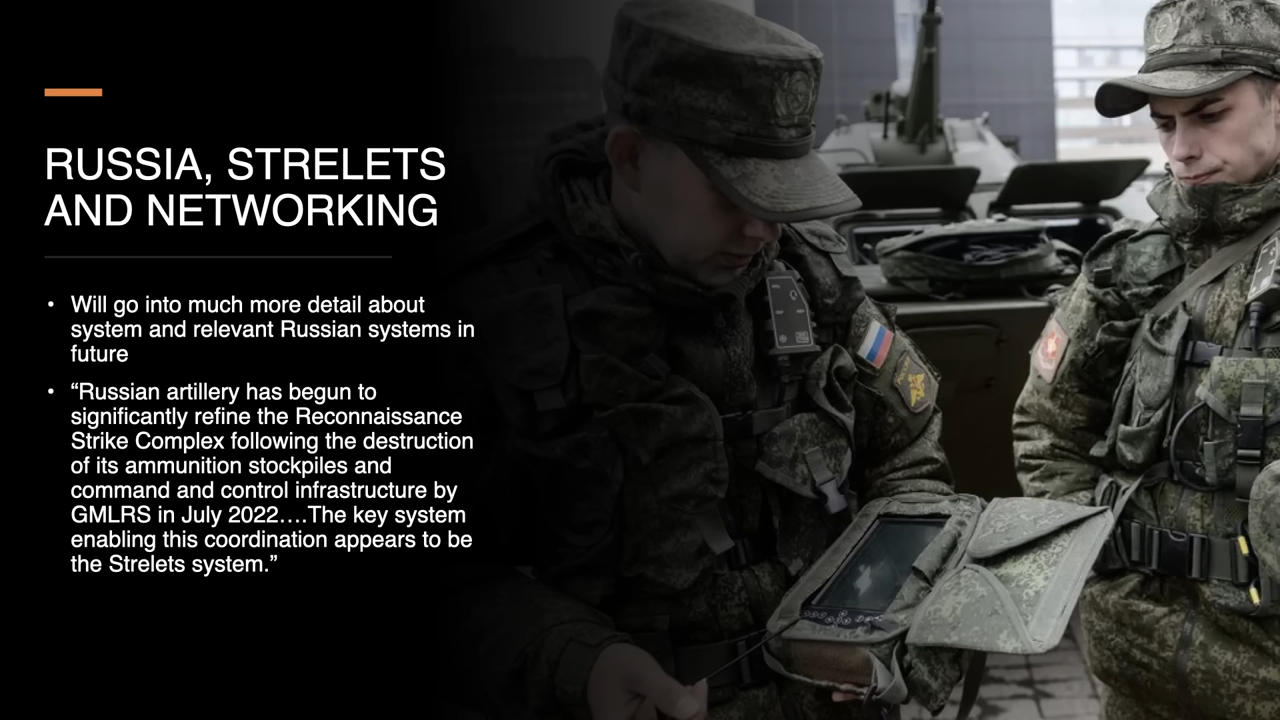 RUSSIA, STRELETS
AND NETWORKING
• Will go into much more detail about
system and relevant Russian systems in
future
• “Russian artillery has begun to
significantly refine the Reconnaissance
Strike Complex following the destruction
of its ammunition stockpiles and
command and control infrastructure by
GMLRS in July 2022….The key system
enabling this coordination appears to be
the Strelets system.”